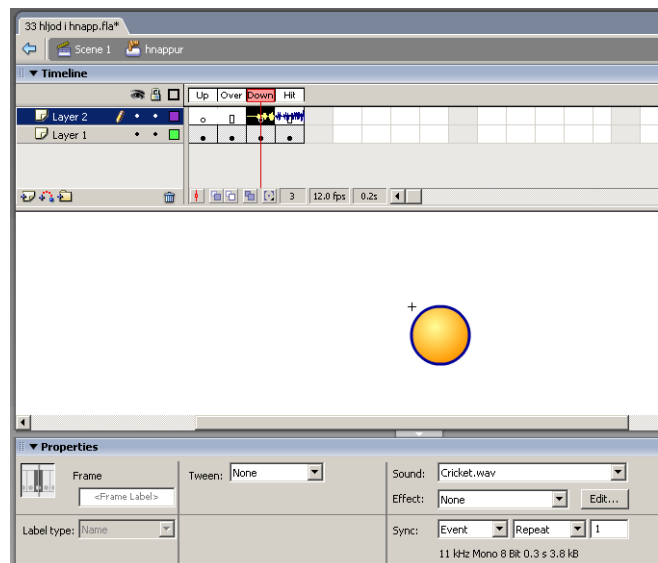 33 hljod i hnapp.fla*
Scene 1 hnappur
Timeline
Up Over Down Hit
Layer 2
Layer 1
3 12.0 fps 0.2s
Properties
Frame
<Frame Label>
Label type: Name
Tween: None
Sound: Cricket.wav
Effect: None Edit...
Sync: Event Repeat 1
11 kHz Mono 8 Bit 0.3 s 3.8 kB